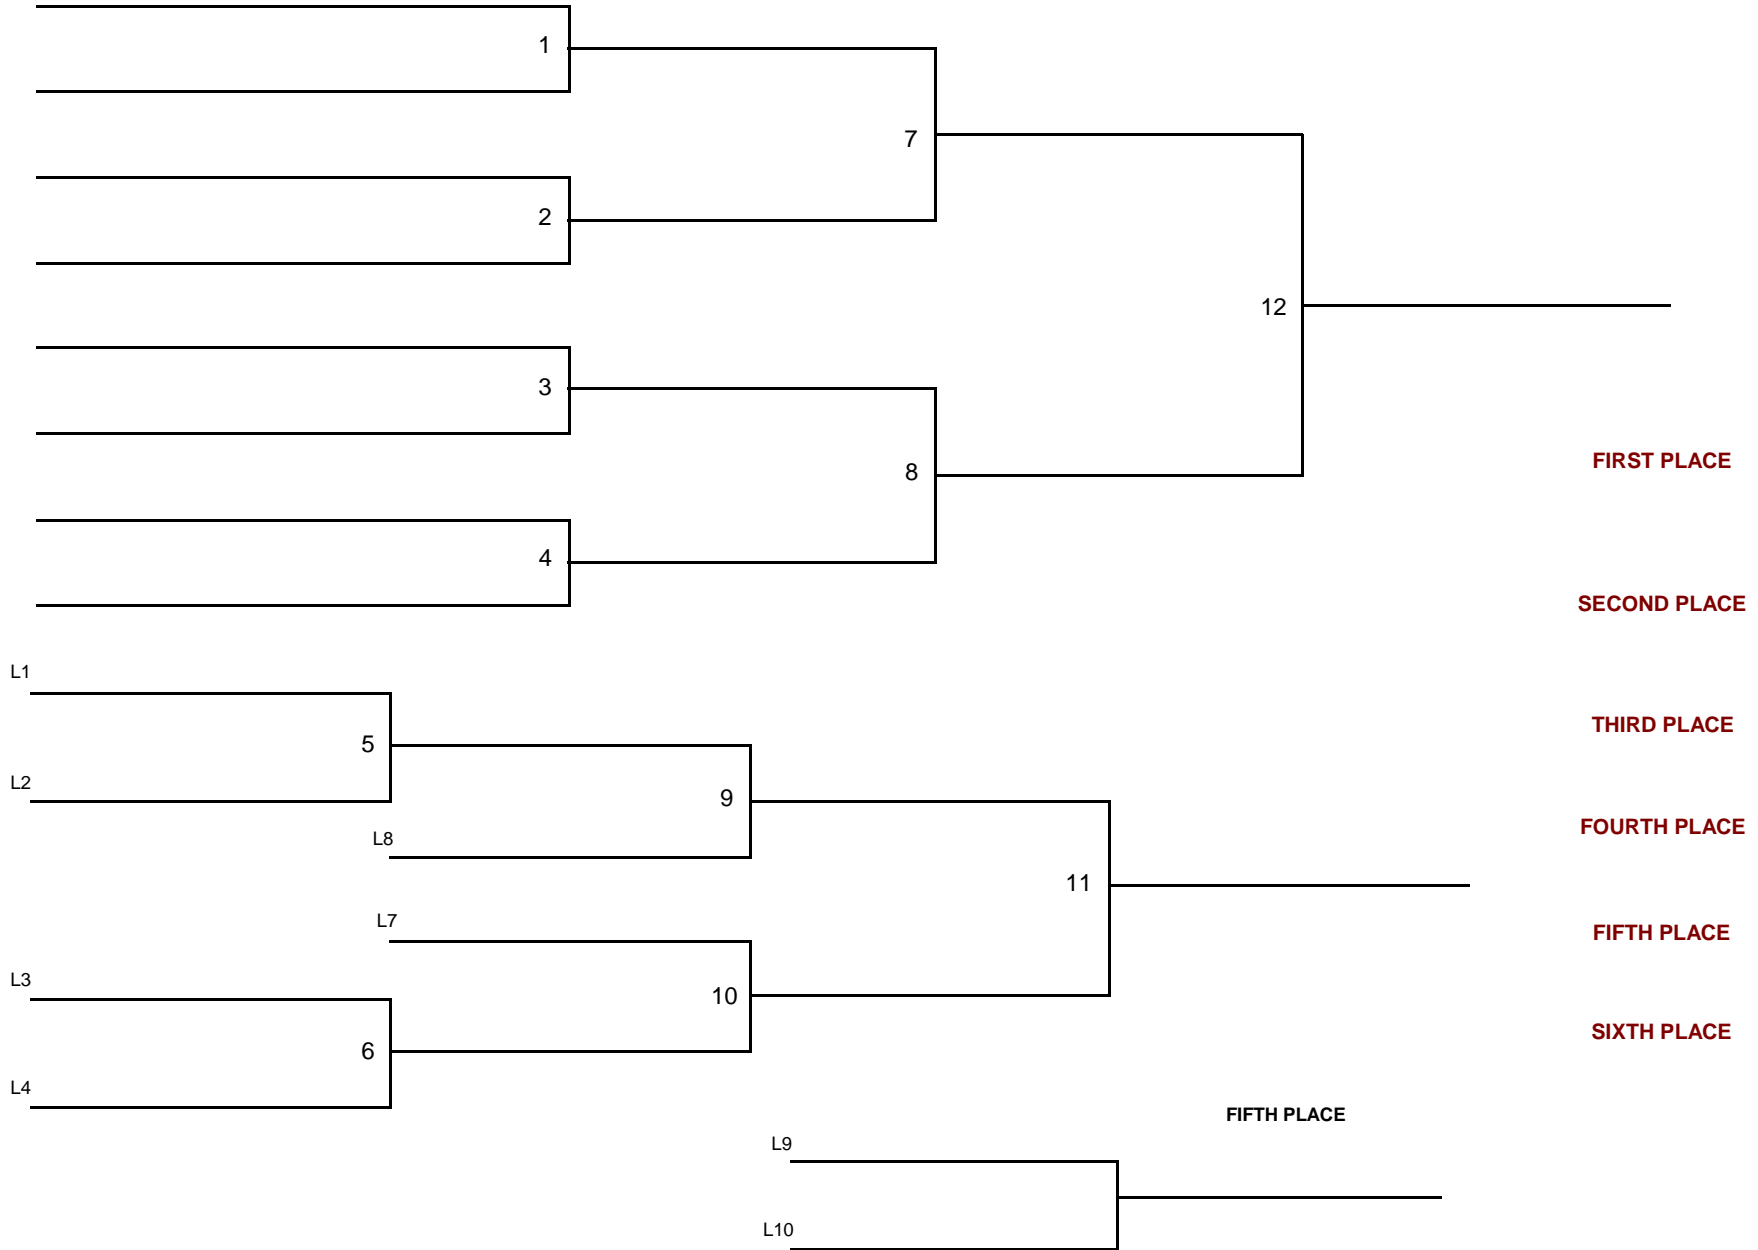 1
7
2
12
3
FIRST PLACE
8
4
SECOND PLACE
L1
THIRD PLACE
5
L2
9
FOURTH PLACE
L8
11
L7
FIFTH PLACE
L3
10
SIXTH PLACE
6
L4
FIFTH PLACE
L9
L10